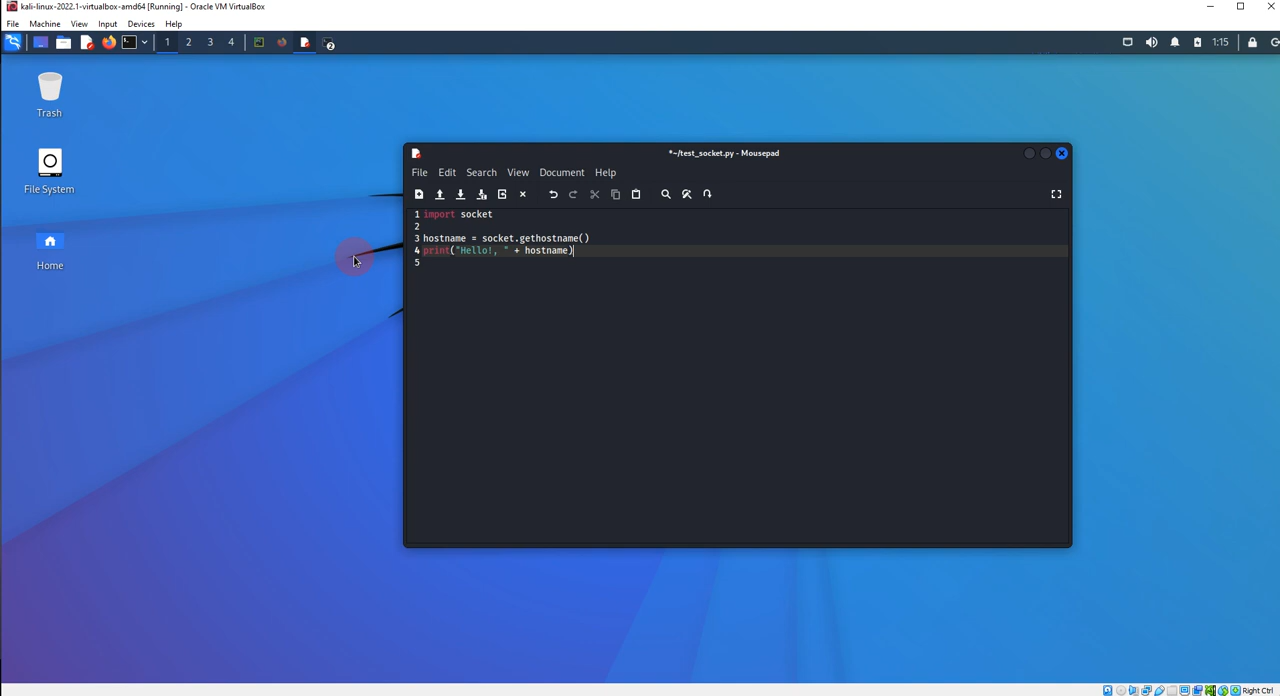 kali-linux-2022.1-virtualbox-amd64 [Running] - Oracle VM VirtualBox
File Machine View Input Devices Help
1 2 3 4 2 1:15
Trash
File System
Home
*~/test_socket.py - Mousepad
File Edit Search View Document Help
1 import socket
2
3 hostname = socket.gethostname()
4 print("Hello!, " + hostname)
5
Right Ctrl